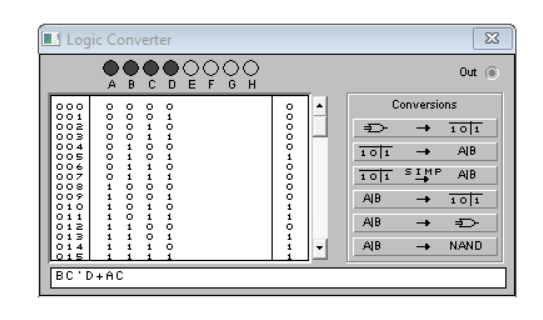 Logic Converter
A B C D E F G H
Out
000 0 0 0 0 0
001 0 0 0 1 0
002 0 0 1 0 0
003 0 0 1 1 0
004 0 1 0 0 0
005 0 1 0 1 1
006 0 1 1 0 0
007 0 1 1 1 0
008 1 0 0 0 0
009 1 0 0 1 0
010 1 0 1 0 1
011 1 0 1 1 1
012 1 1 0 0 0
013 1 1 0 1 1
014 1 1 1 0 1
015 1 1 1 1 1
Conversions
→ 1 0 1
1 0 1 → A|B
1 0 1 SIMP → A|B
A|B → 1 0 1
A|B →
A|B → NAND
BC'D+AC